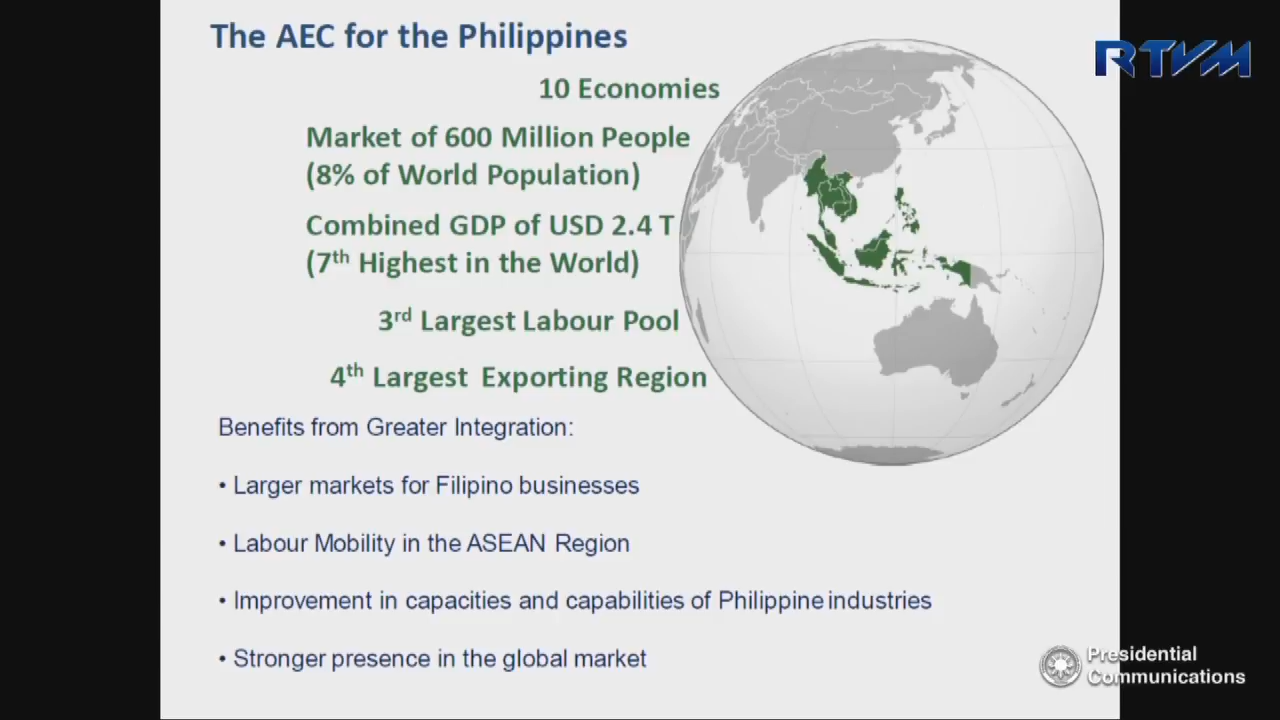 The AEC for the Philippines
RTVM
10 Economies
Market of 600 Million People
(8% of World Population)
Combined GDP of USD 2.4 T
(7th Highest in the World)
3rd Largest Labour Pool
4th Largest Exporting Region
Benefits from Greater Integration:
• Larger markets for Filipino businesses
• Labour Mobility in the ASEAN Region
• Improvement in capacities and capabilities of Philippine industries
• Stronger presence in the global market
Presidential
Communications